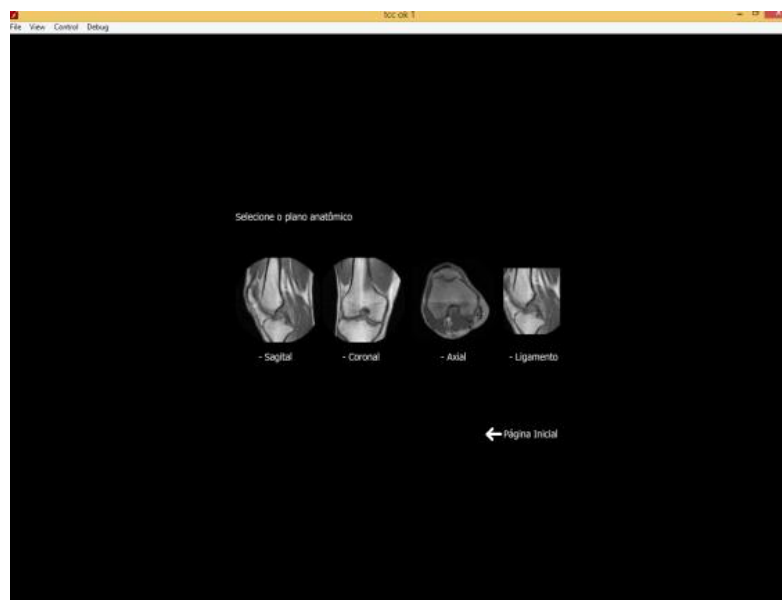 tcc ok 1
File View Control Debug
Selecione o plano anatômico
- Sagital - Coronal - Axial - Ligamento
Página Inicial